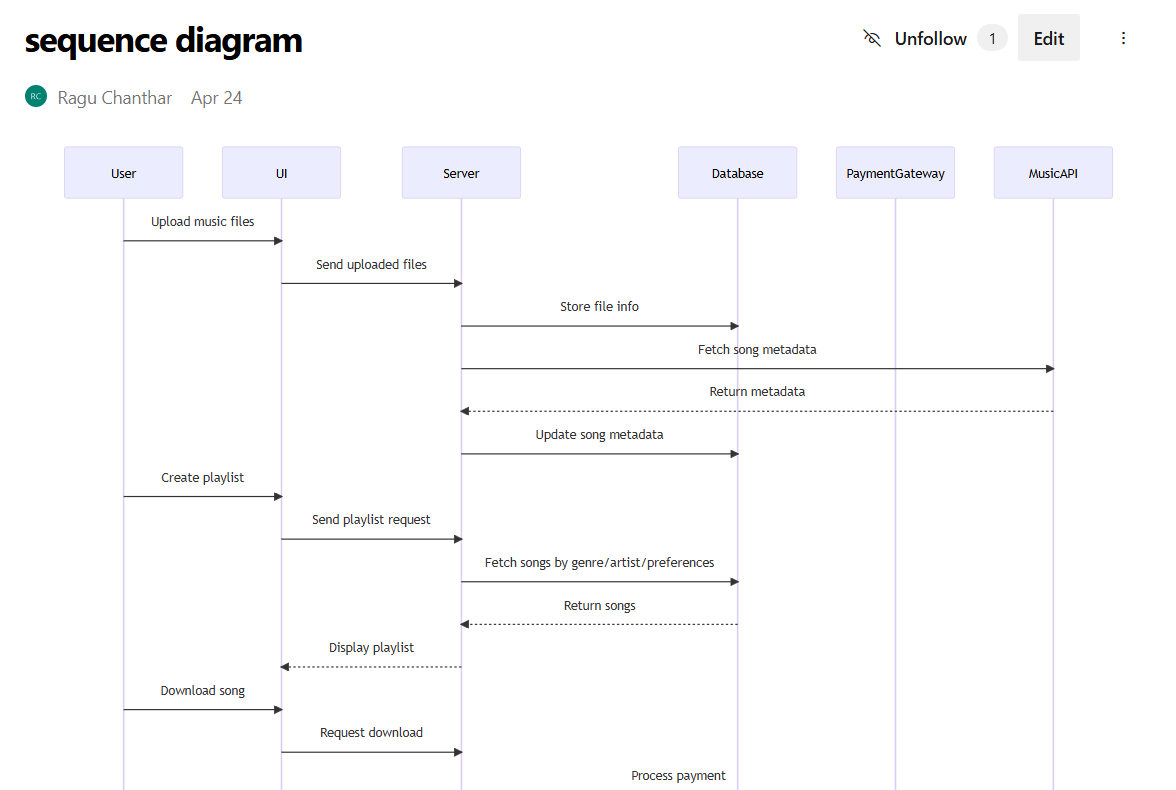 sequence diagram
Unfollow 1 Edit
RC Ragu Chanthar Apr 24
User UI Server Database PaymentGateway MusicAPI
Upload music files
Send uploaded files
Store file info
Fetch song metadata
Return metadata
Update song metadata
Create playlist
Send playlist request
Fetch songs by genre/artist/preferences
Return songs
Display playlist
Download song
Request download
Process payment